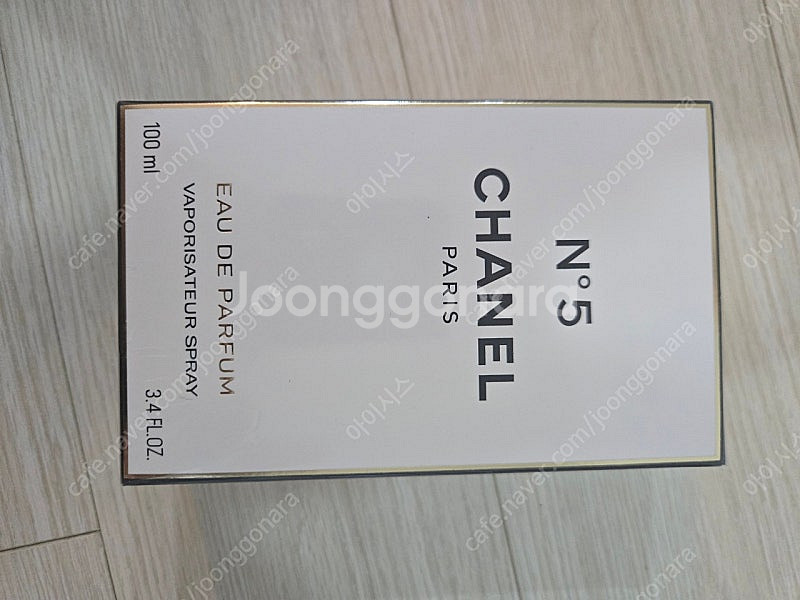 N°5
CHANEL
PARIS
EAU DE PARFUM
VAPORISATEUR SPRAY
100 ml
3.4 FL.OZ.
Joonggonara
cafe.naver.com/joonggonara
아이시스